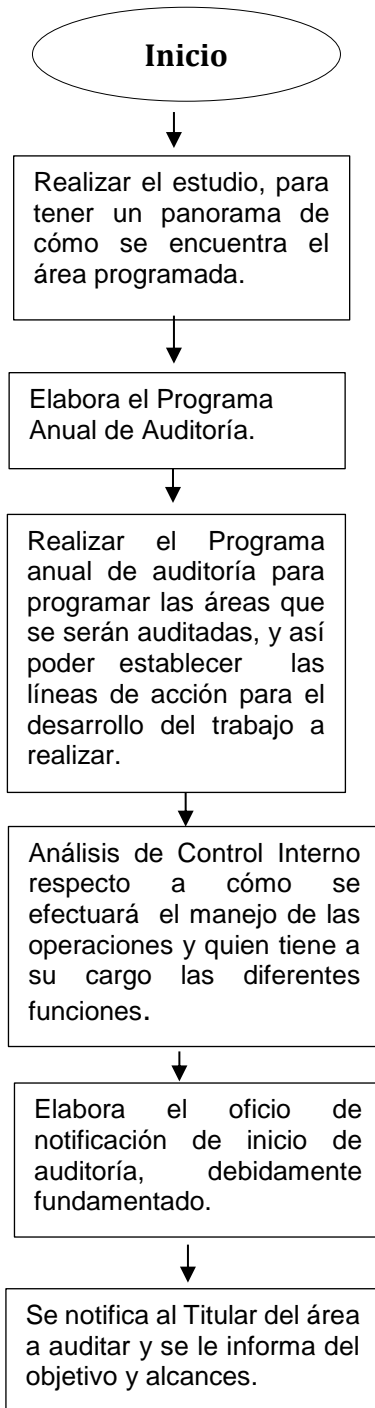 Inicio
Realizar el estudio, para
tener un panorama de
cómo se encuentra el
área programada.
Elabora el Programa
Anual de Auditoría.
Realizar el Programa
anual de auditoría para
programar las áreas que
se serán auditadas, y así
poder establecer las
líneas de acción para el
desarrollo del trabajo a
realizar.
Análisis de Control Interno
respecto a cómo se
efectuará el manejo de las
operaciones y quien tiene a
su cargo las diferentes
funciones.
Elabora el oficio de
notificación de inicio de
auditoría, debidamente
fundamentado.
Se notifica al Titular del área
a auditar y se le informa del
objetivo y alcances.